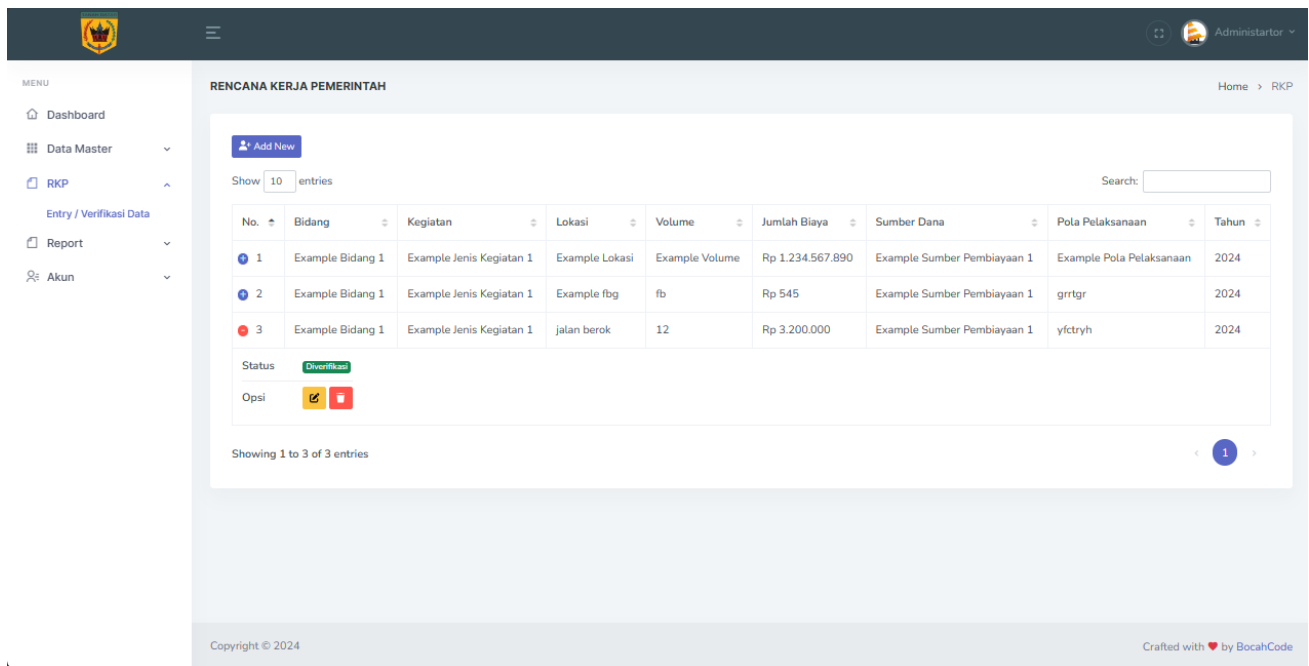 Administartor
MENU
RENCANA KERJA PEMERINTAH
Home > RKP
Dashboard
Data Master
RKP
Entry / Verifikasi Data
Report
Akun
Add New
Show 10 entries
Search:
No. Bidang Kegiatan Lokasi Volume Jumlah Biaya Sumber Dana Pola Pelaksanaan Tahun
1 Example Bidang 1 Example Jenis Kegiatan 1 Example Lokasi Example Volume Rp 1.234.567.890 Example Sumber Pembiayaan 1 Example Pola Pelaksanaan 2024
2 Example Bidang 1 Example Jenis Kegiatan 1 Example fbg fb Rp 545 Example Sumber Pembiayaan 1 grrtgr 2024
3 Example Bidang 1 Example Jenis Kegiatan 1 jalan berok 12 Rp 3.200.000 Example Sumber Pembiayaan 1 yfctryh 2024
Status Diverifikasi
Opsi
Showing 1 to 3 of 3 entries
‹ 1 ›
Copyright © 2024
Crafted with ♥ by BocahCode